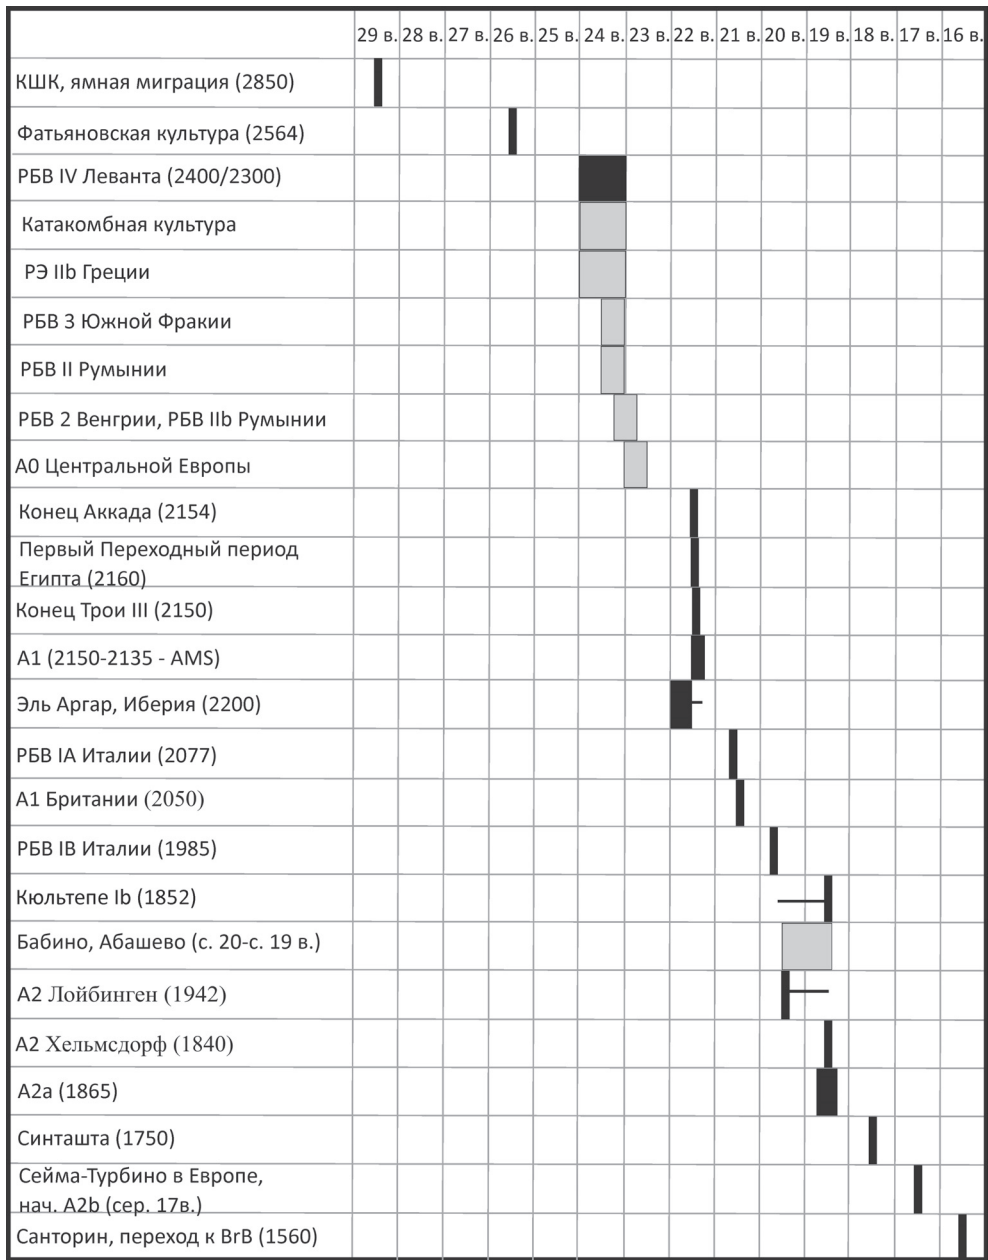 29 в. 28 в. 27 в. 26 в. 25 в. 24 в. 23 в. 22 в. 21 в. 20 в. 19 в. 18 в. 17 в. 16 в.
КШК, ямная миграция (2850)
Фатьяновская культура (2564)
РБВ IV Леванта (2400/2300)
Катакомбная культура
РЭ IIb Греции
РБВ 3 Южной Фракии
РБВ II Румынии
РБВ 2 Венгрии, РБВ IIb Румынии
А0 Центральной Европы
Конец Аккада (2154)
Первый Переходный период
Египта (2160)
Конец Трои III (2150)
А1 (2150-2135 - AMS)
Эль Аргар, Иберия (2200)
РБВ IA Италии (2077)
А1 Британии (2050)
РБВ IB Италии (1985)
Кюльтепе Ib (1852)
Бабино, Абашево (с. 20-с. 19 в.)
А2 Лойбинген (1942)
А2 Хельмсдорф (1840)
А2а (1865)
Синташта (1750)
Сейма-Турбино в Европе,
нач. А2b (сер. 17в.)
Санторин, переход к BrB (1560)